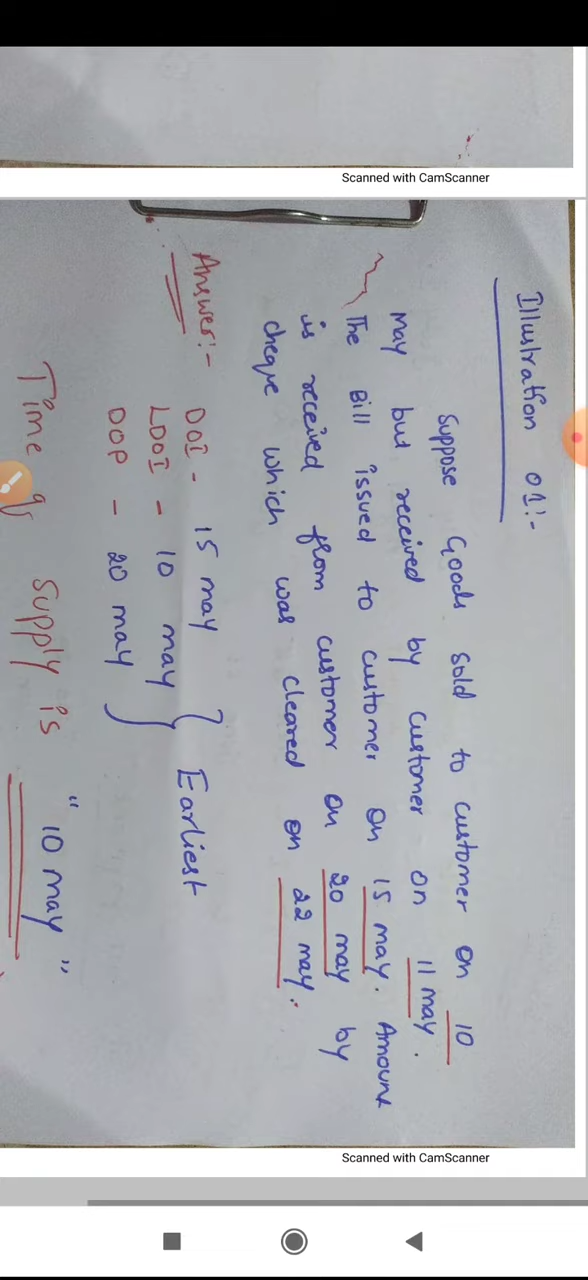 Scanned with CamScanner
Illustration 01:-
Suppose Goods sold to customer on 10
May but received by customer on 11 may.
The Bill issued to customer on 15 may. Amount
is received from customer on 20 may by
cheque which was cleared on 22 may.
Answer:- DOI - 15 may
LDOI - 10 may
DOP - 20 may
Earliest
Time of supply is "10 may"
Scanned with CamScanner